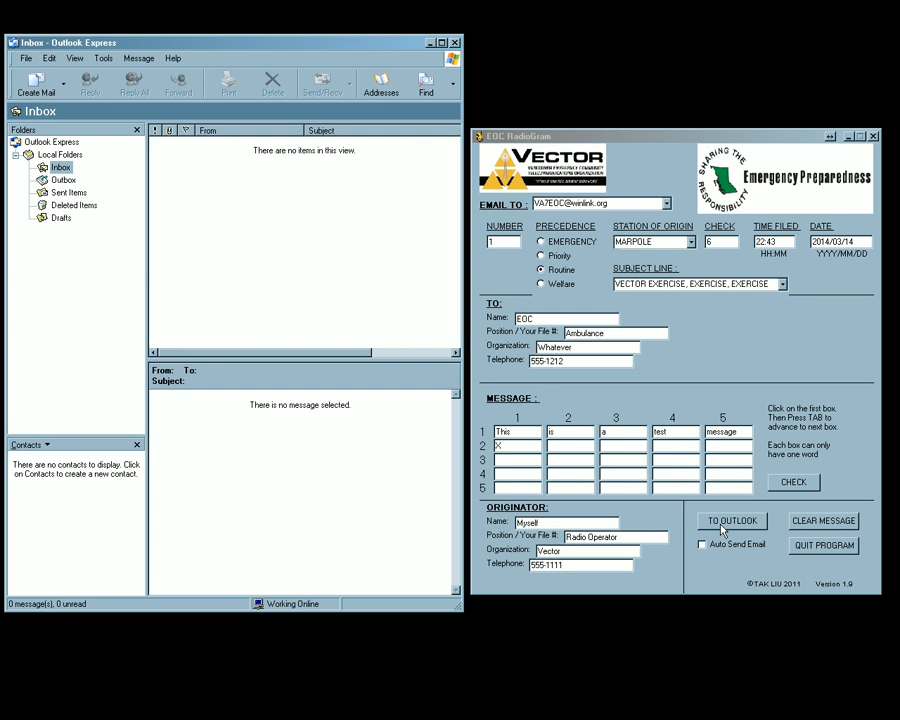 Inbox - Outlook Express
File Edit View Tools Message Help
Create Mail Reply Reply All Forward Print Delete Send/Recv Addresses Find
Inbox
Folders
Outlook Express
Local Folders
Inbox
Outbox
Sent Items
Deleted Items
Drafts
! From Subject
There are no items in this view.
From: To:
Subject:
There is no message selected.
Contacts
There are no contacts to display. Click
on Contacts to create a new contact.
0 message(s), 0 unread Working Online
EOC RadioGram
VECTOR
VANCOUVER EMERGENCY COMMUNITY
TELECOMMUNICATIONS ORGANIZATION
SHARING THE RESPONSIBILITY
Emergency Preparedness
EMAIL TO : VA7EOC@winlink.org
NUMBER PRECEDENCE STATION OF ORIGIN CHECK TIME FILED DATE
1 EMERGENCY MARPOLE 6 22:43 2014/03/14
Priority HH:MM YYYY/MM/DD
Routine SUBJECT LINE :
Welfare VECTOR EXERCISE, EXERCISE, EXERCISE
TO:
Name: EOC
Position / Your File #: Ambulance
Organization: Whatever
Telephone: 555-1212
MESSAGE :
1 2 3 4 5
1 This is a test message
2 X
3
4
5
Click on the first box.
Then Press TAB to
advance to next box.
Each box can only
have one word
CHECK
ORIGINATOR:
Name: Myself
Position / Your File #: Radio Operator
Organization: Vector
Telephone: 555-1111
TO OUTLOOK CLEAR MESSAGE
Auto Send Email QUIT PROGRAM
©TAK LIU 2011 Version 1.9